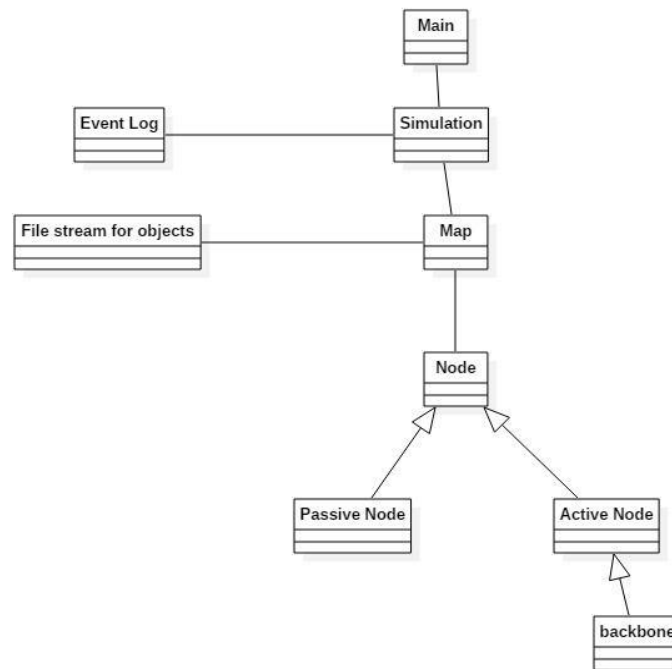 Main
Event Log
Simulation
File stream for objects
Map
Node
Passive Node
Active Node
backbone